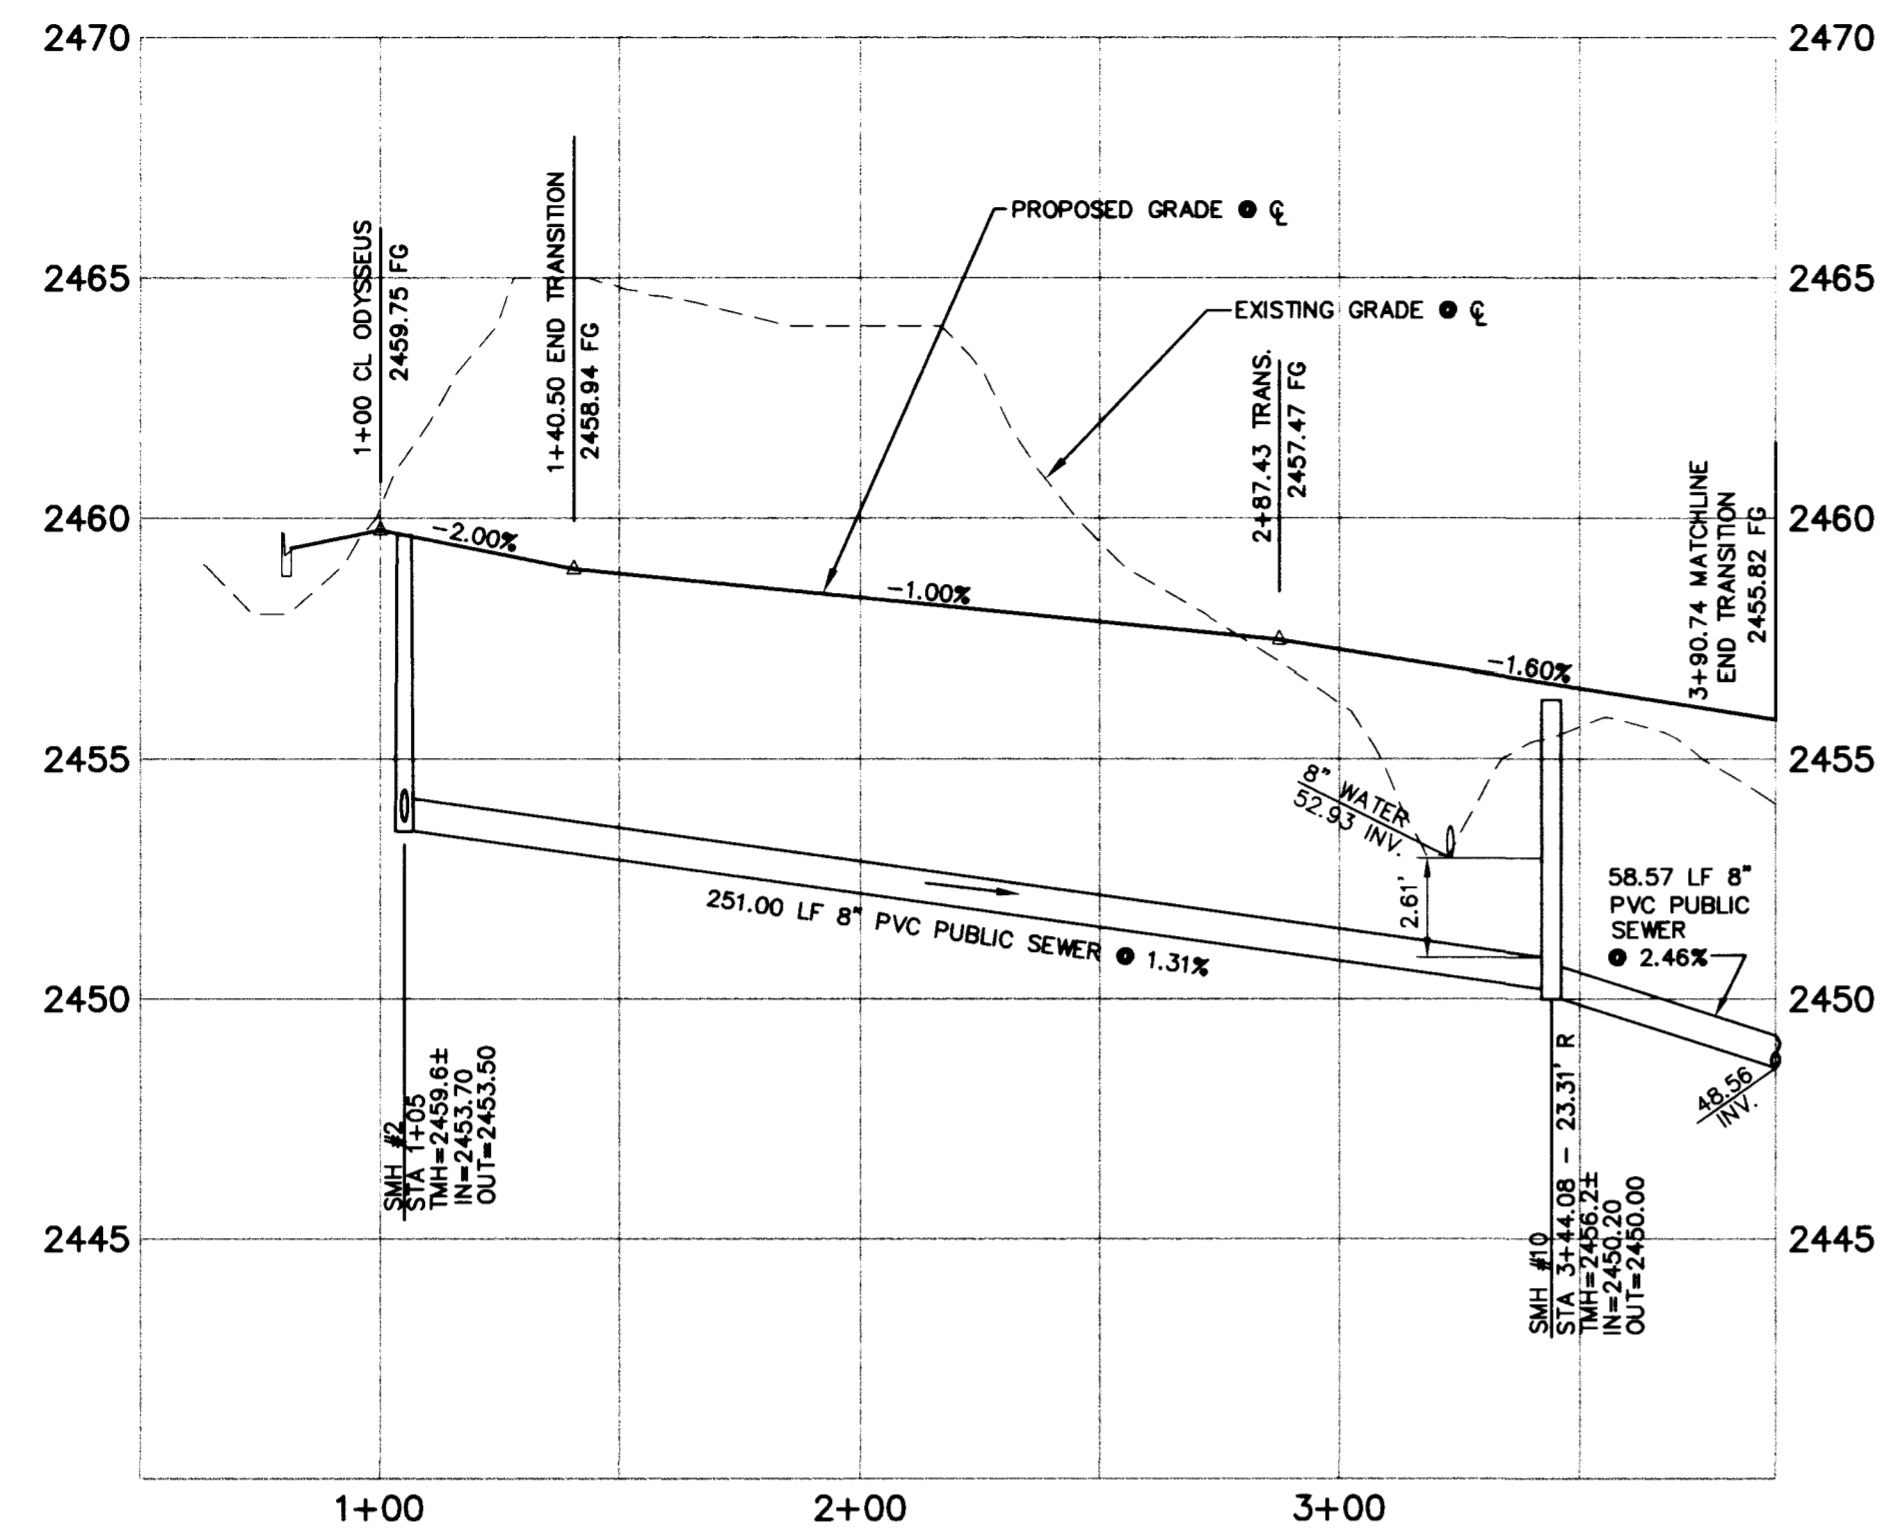 2470
2470
2465
2465
2460
2460
2455
2455
2450
2450
2445
2445
1+00 CL ODYSSEUS
2459.75 FG
1+40.50 END TRANSITION
2458.94 FG
PROPOSED GRADE @ ℄
EXISTING GRADE @ ℄
2+87.43 TRANS.
2457.47 FG
3+90.74 MATCHLINE
END TRANSITION
2455.82 FG
-2.00%
-1.00%
-1.60%
8" WATER
52.93 INV.
2.61'
251.00 LF 8" PVC PUBLIC SEWER @ 1.31%
58.57 LF 8"
PVC PUBLIC
SEWER
@ 2.46%
48.56
INV.
SMH #2
STA 1+05
TMH=2459.6±
IN=2453.70
OUT=2453.50
SMH #10
STA 3+44.08 - 23.31' R
TMH=2456.2±
IN=2450.20
OUT=2450.00
1+00
2+00
3+00